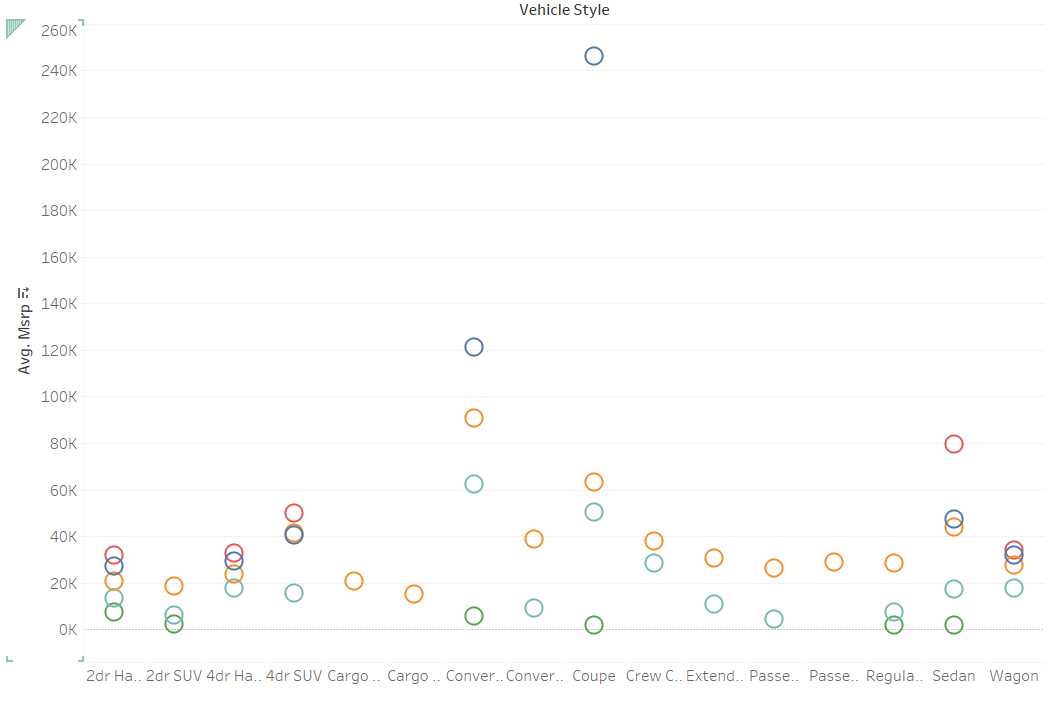 Vehicle Style
260K
240K
220K
200K
180K
160K
140K
120K
100K
80K
60K
40K
20K
0K
Avg. Msrp
2dr Ha.. 2dr SUV 4dr Ha.. 4dr SUV Cargo .. Cargo .. Conver.. Conver.. Coupe Crew C.. Extend.. Passe.. Passe.. Regula.. Sedan Wagon